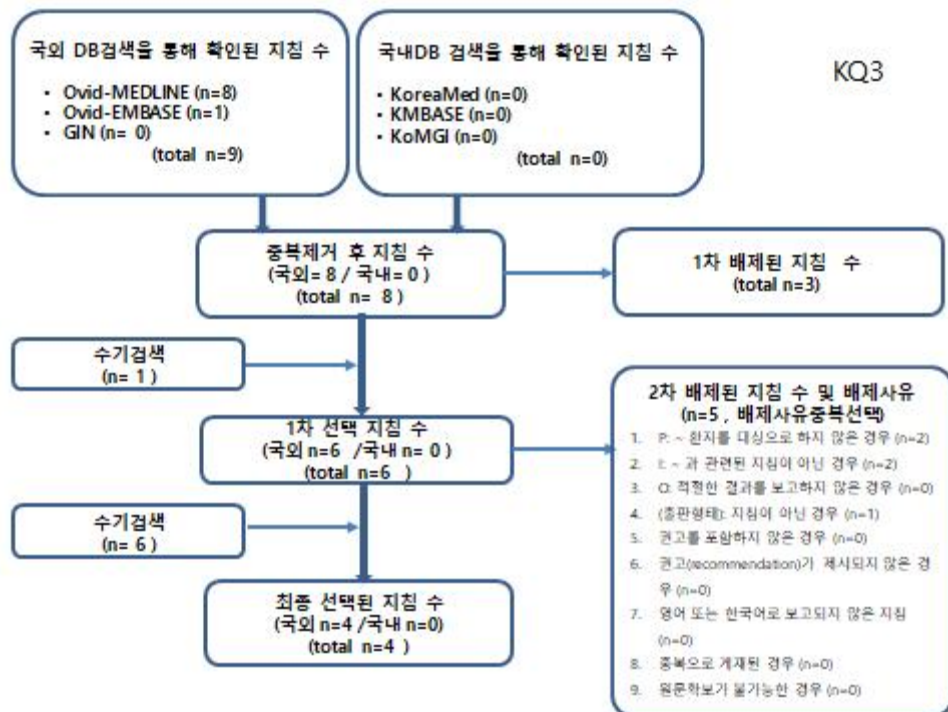 국외 DB검색을 통해 확인된 지침 수
• Ovid-MEDLINE (n=8)
• Ovid-EMBASE (n=1)
• GIN (n= 0)
(total n=9)
국내DB 검색을 통해 확인된 지침 수
• KoreaMed (n=0)
• KMBASE (n=0)
• KoMGI (n=0)
(total n=0)
KQ3
중복제거 후 지침 수
(국외= 8 / 국내= 0 )
(total n= 8 )
1차 배제된 지침 수
(total n=3)
수기검색
(n= 1 )
1차 선택 지침 수
(국외 n=6 /국내 n= 0 )
(total n=6 )
수기검색
(n= 6 )
최종 선택된 지침 수
(국외 n=4 /국내 n=0)
(total n=4 )
2차 배제된 지침 수 및 배제사유
(n=5 , 배제사유중복선택)
1. P: ~ 환자를 대상으로 하지 않은 경우 (n=2)
2. I: ~ 과 관련된 지침이 아닌 경우 (n=2)
3. O: 적절한 결과를 보고하지 않은 경우 (n=0)
4. (출판형태): 지침이 아닌 경우 (n=1)
5. 권고를 포함하지 않은 경우 (n=0)
6. 권고(recommendation)가 제시되지 않은 경
우 (n=0)
7. 영어 또는 한국어로 보고되지 않은 지침
(n=0)
8. 중복으로 게재된 경우 (n=0)
9. 원문확보가 불가능한 경우 (n=0)